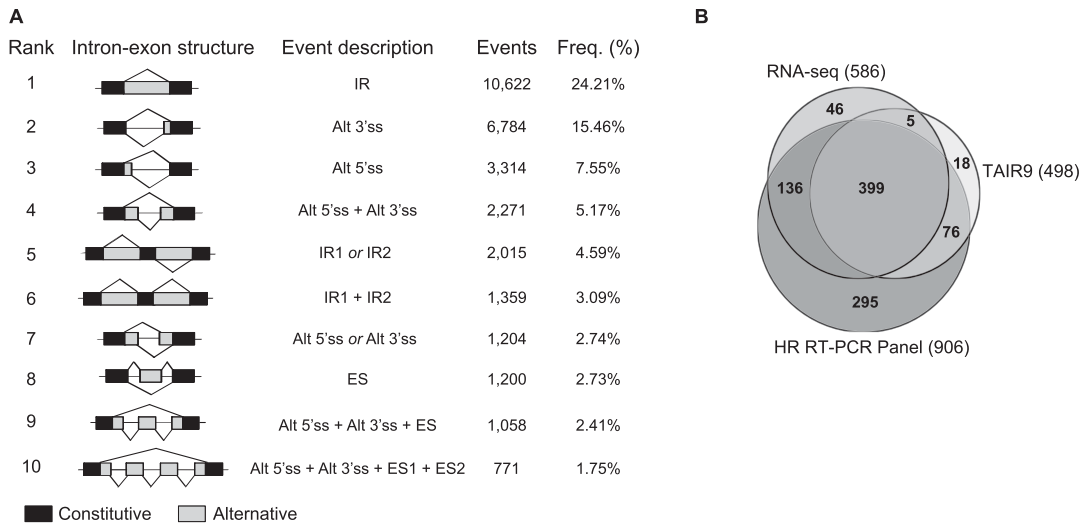 A
Rank Intron-exon structure Event description Events Freq. (%)
1 IR 10,622 24.21%
2 Alt 3'ss 6,784 15.46%
3 Alt 5'ss 3,314 7.55%
4 Alt 5'ss + Alt 3'ss 2,271 5.17%
5 IR1 or IR2 2,015 4.59%
6 IR1 + IR2 1,359 3.09%
7 Alt 5'ss or Alt 3'ss 1,204 2.74%
8 ES 1,200 2.73%
9 Alt 5'ss + Alt 3'ss + ES 1,058 2.41%
10 Alt 5'ss + Alt 3'ss + ES1 + ES2 771 1.75%
Constitutive Alternative
B
RNA-seq (586)
46
5
18
TAIR9 (498)
136
399
76
295
HR RT-PCR Panel (906)